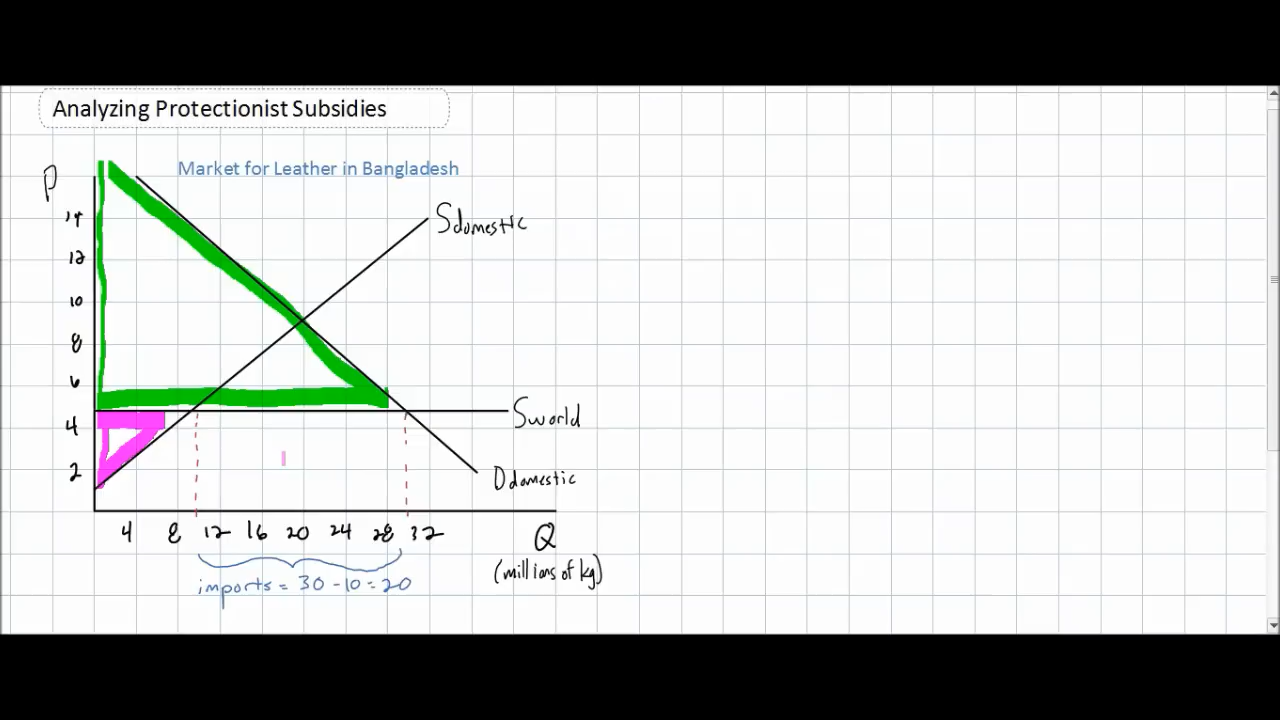 Analyzing Protectionist Subsidies
Market for Leather in Bangladesh
P
14
12
10
8
6
4
2
Sdomestic
Sworld
Ddomestic
4 8 12 16 20 24 28 32
Q
(millions of kg)
imports = 30 - 10 = 20